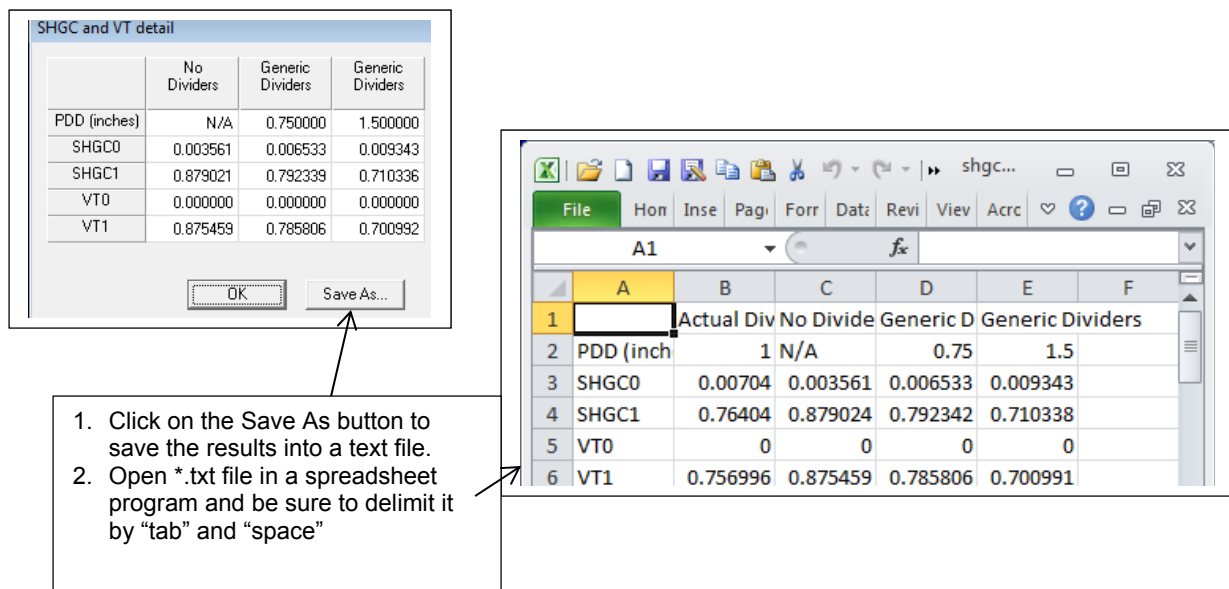 SHGC and VT detail
No Dividers Generic Dividers Generic Dividers
PDD (inches) N/A 0.750000 1.500000
SHGC0 0.003561 0.006533 0.009343
SHGC1 0.879021 0.792339 0.710336
VT0 0.000000 0.000000 0.000000
VT1 0.875459 0.785806 0.700992
OK Save As...
1. Click on the Save As button to
save the results into a text file.
2. Open *.txt file in a spreadsheet
program and be sure to delimit it
by “tab” and “space”
shgc...
File Hon Inse Pag Forr Data Revi Viev Acrc
A1 fx
A B C D E F
1 Actual Div No Divide Generic D Generic Dividers
2 PDD (inch 1 N/A 0.75 1.5
3 SHGC0 0.00704 0.003561 0.006533 0.009343
4 SHGC1 0.76404 0.879024 0.792342 0.710338
5 VT0 0 0 0 0
6 VT1 0.756996 0.875459 0.785806 0.700991